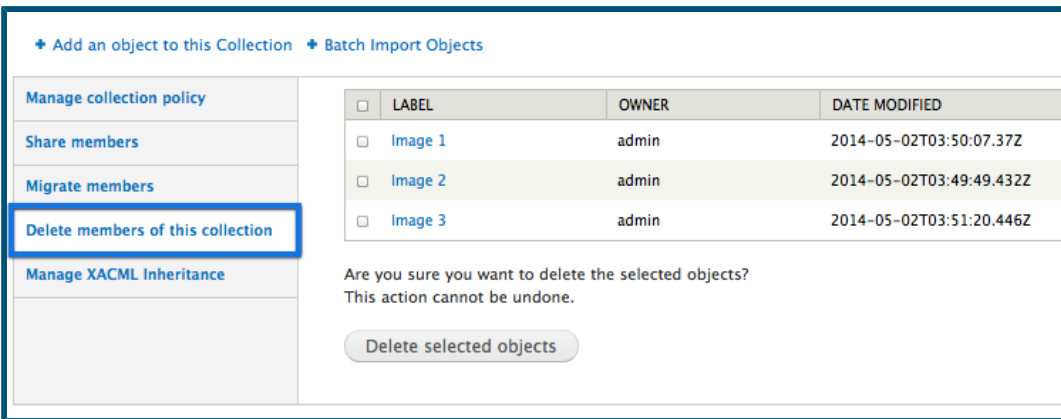 + Add an object to this Collection + Batch Import Objects
Manage collection policy
Share members
Migrate members
Delete members of this collection
Manage XACML Inheritance
LABEL OWNER DATE MODIFIED
Image 1 admin 2014-05-02T03:50:07.37Z
Image 2 admin 2014-05-02T03:49:49.432Z
Image 3 admin 2014-05-02T03:51:20.446Z
Are you sure you want to delete the selected objects?
This action cannot be undone.
Delete selected objects